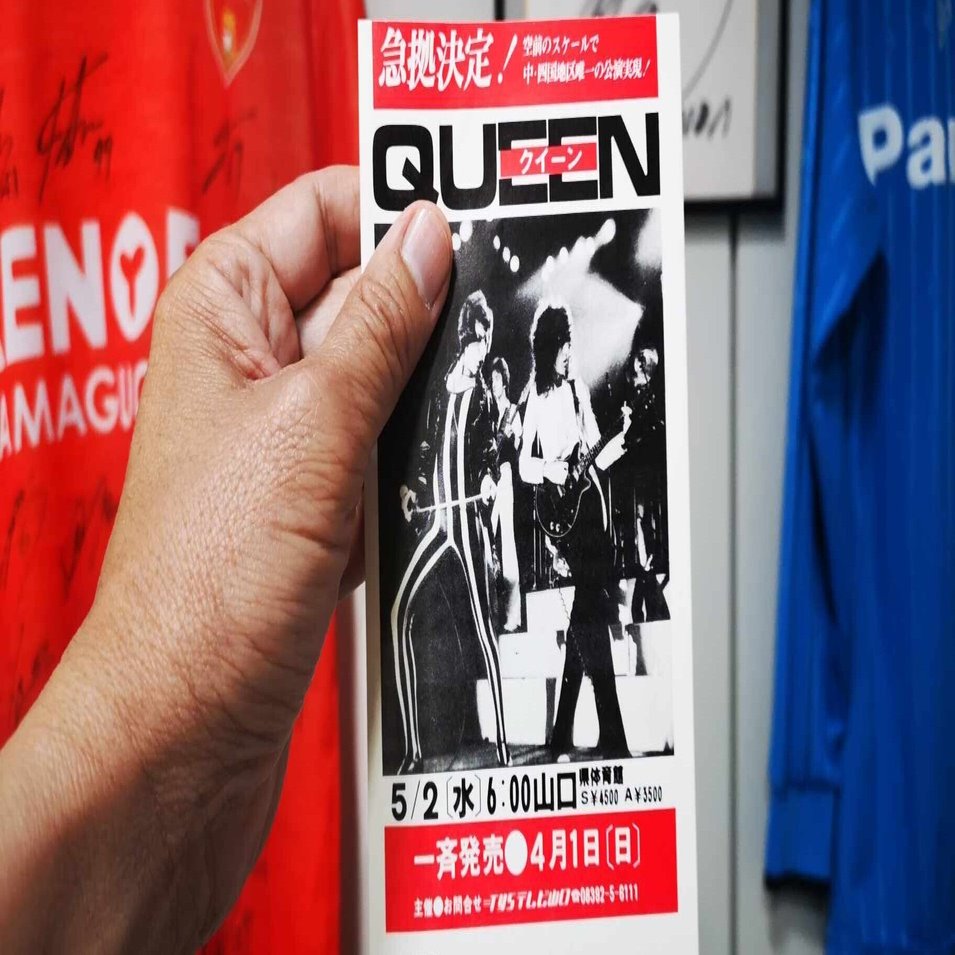 急拠決定!
空前のスケールで
中・四国地区唯一の公演実現!
QUEEN
クイーン
5/2〔水〕6:00山口県体育館
S¥4500 A¥3500
一斉発売●4月1日〔日〕
主催●お問合せ=TYSテレビ山口☎08382-5-6111
ENO
AMAGU
Pa